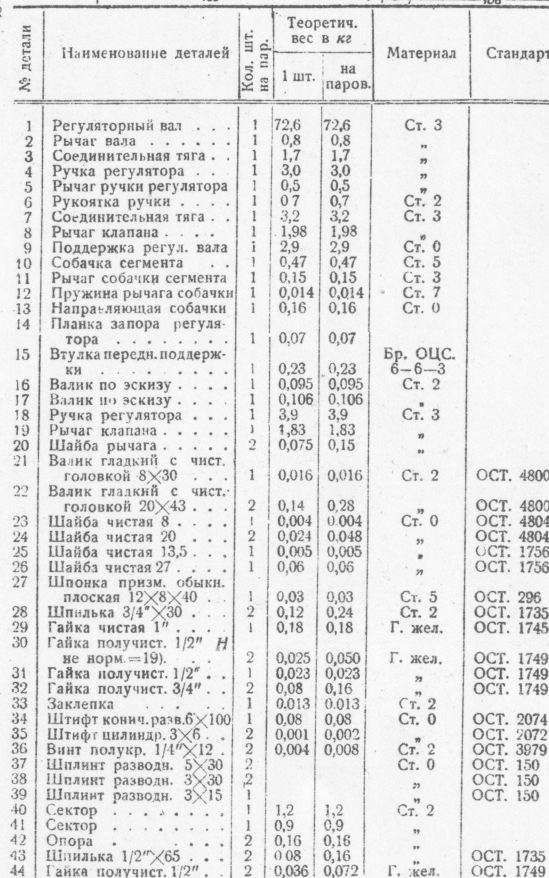 № детали Наименование деталей Кол. шт. на пар. Теоретич. вес в кг Материал Стандарт
1 шт. на паров.
1 Регуляторный вал . . . 1 72,6 72,6 Ст. 3
2 Рычаг вала . . . . . . 1 0,8 0,8 „
3 Соединительная тяга . . 1 1,7 1,7 „
4 Ручка регулятора . . . 1 3,0 3,0 „
5 Рычаг ручки регулятора 1 0,5 0,5 „
6 Рукоятка ручки . . . . 1 0 7 0,7 Ст. 2
7 Соединительная тяга . . 1 3,2 3,2 Ст. 3
8 Рычаг клапана . . . . 1 1,98 1,98 „
9 Поддержка регул. вала 1 2,9 2,9 Ст. 0
10 Собачка сегмента . . 1 0,47 0,47 Ст. 5
11 Рычаг собачки сегмента 1 0,15 0,15 Ст. 3
12 Пружина рычага собачки 1 0,014 0,014 Ст. 7
13 Направляющая собачки 1 0,16 0,16 Ст. 0
14 Планка запора регуля-
тора . . . . . . . . 1 0,07 0,07
15 Втулка передн. поддерж- Бр. ОЦС.
ки . . . . . . . . . 1 0,23 0,23 6—6—3
16 Валик по эскизу . . . . 1 0,095 0,095 Ст. 2
17 Валик по эскизу . . . . 1 0,106 0,106 „
18 Ручка регулятора . . . 1 3,9 3,9 Ст. 3
19 Рычаг клапана . . . . . 1 1,83 1,83 „
20 Шайба рычага . . . . . 2 0,075 0,15 „
21 Валик гладкий с чист.
головкой 8×30 . . . 1 0,016 0,016 Ст. 2 ОСТ. 4800
22 Валик гладкий с чист.
головкой 20×43 . . . 2 0,14 0,28 „ ОСТ. 4800
23 Шайба чистая 8 . . . . 1 0,004 0.004 Ст. 0 ОСТ. 4804
24 Шайба чистая 20 . . . 2 0,024 0.048 „ ОСТ. 4804
25 Шайба чистая 13,5 . . . 1 0,005 0,005 „ ОСТ. 1756
26 Шайба чистая 27 . . . . 1 0,06 0,06 „ ОСТ. 1756
27 Шпонка призм. обыкн.
плоская 12×8×40 . . . 1 0,03 0,03 Ст. 5 ОСТ. 296
28 Шпилька 3/4″×30 . . . 2 0,12 0,24 Ст. 2 ОСТ. 1735
29 Гайка чистая 1″ . . . . 1 0,18 0,18 Г. жел. ОСТ. 1745
30 Гайка получист. 1/2″ H
не норм.=19). . . . 2 0,025 0,050 Г. жел. ОСТ. 1749
31 Гайка получист. 1/2″ . . 1 0,023 0,023 „ ОСТ. 1749
32 Гайка получист. 3/4″ . . 2 0,08 0,16 „ ОСТ. 1749
33 Заклепка . . . . . 1 0.013 0.013 Ст. 2
34 Штифт конич. разв. 6×100 1 0,08 0,08 Ст. 0 ОСТ. 2074
35 Штифт цилиндр. 3×6 . . 2 0,001 0,002 „ ОСТ. 2072
36 Винт полукр. 1/4″×12 . 2 0,004 0,008 Ст. 2 ОСТ. 3979
37 Шплинт разводн. 5×30 2 Ст. 0 ОСТ. 150
38 Шплинт разводн. 3×30 2 „ ОСТ. 150
39 Шплинт разводн. 3×15 1 „ ОСТ. 150
40 Сектор . . . . . . . 1 1,2 1,2 Ст. 2
41 Сектор . . . . . . . 1 0,9 0,9 „
42 Опора . . . . . . . 2 0,16 0,16 „
43 Шпилька 1/2″×65 . . . 2 0 08 0,16 „ ОСТ. 1735
44 Гайка получист. 1/2″ . . 2 0,036 0,072 Г. жел. ОСТ. 1749